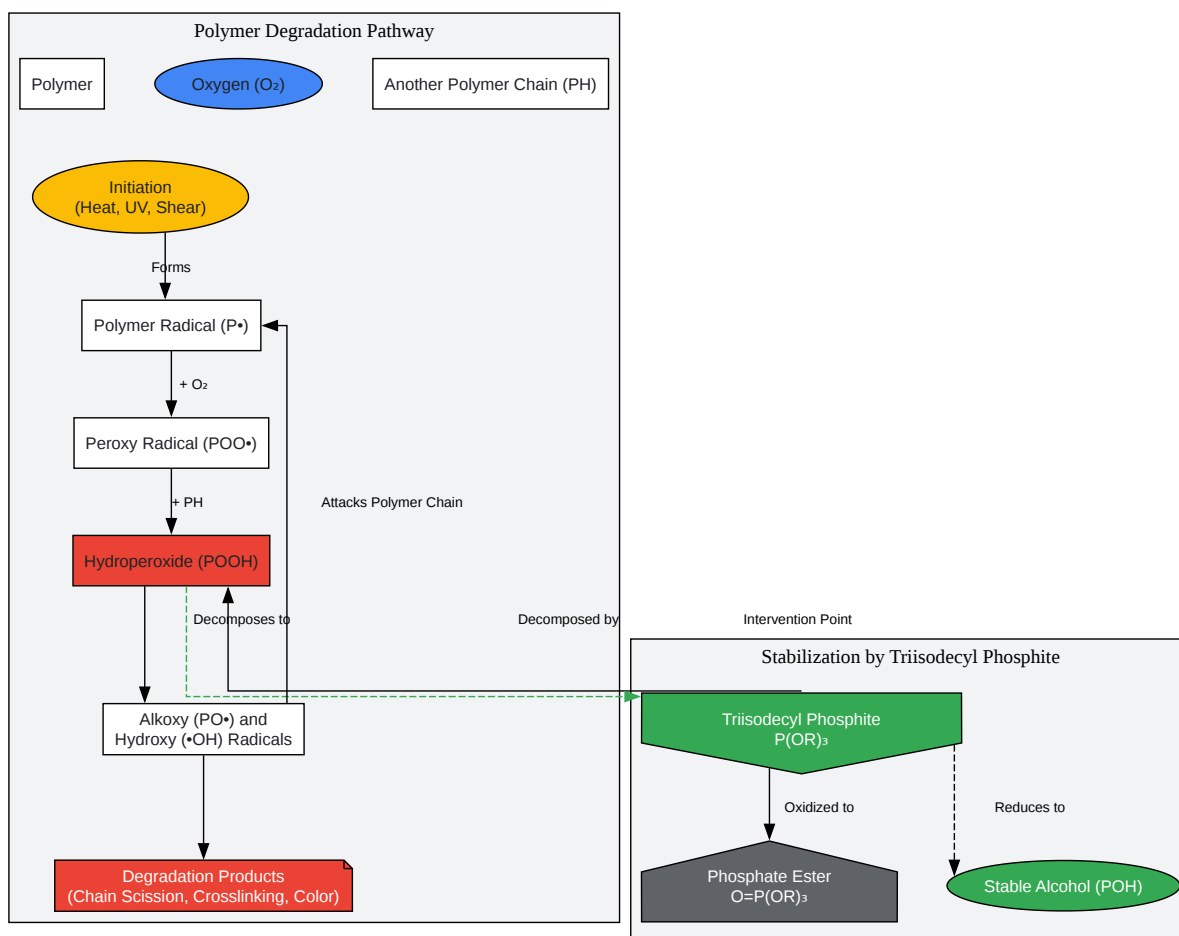 Polymer Degradation Pathway
Polymer
Oxygen (O₂)
Another Polymer Chain (PH)
Initiation
(Heat, UV, Shear)
Forms
Polymer Radical (P•)
+ O₂
Peroxy Radical (POO•)
+ PH
Attacks Polymer Chain
Hydroperoxide (POOH)
Decomposes to
Decomposed by
Intervention Point
Stabilization by Triisodecyl Phosphite
Alkoxy (PO•) and
Hydroxy (•OH) Radicals
Triisodecyl Phosphite
P(OR)₃
Oxidized to
Reduces to
Degradation Products
(Chain Scission, Crosslinking, Color)
Phosphate Ester
O=P(OR)₃
Stable Alcohol (POH)